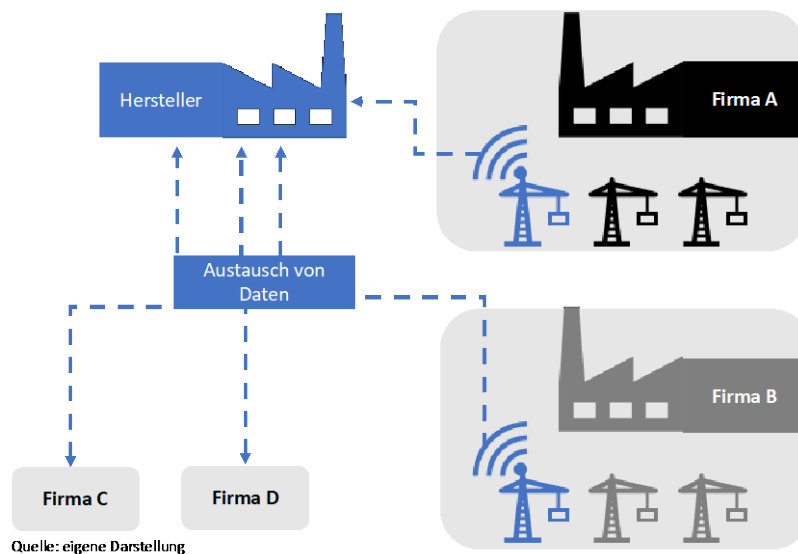 Hersteller
Firma A
Austausch von
Daten
Firma B
Firma C
Firma D
Quelle: eigene Darstellung